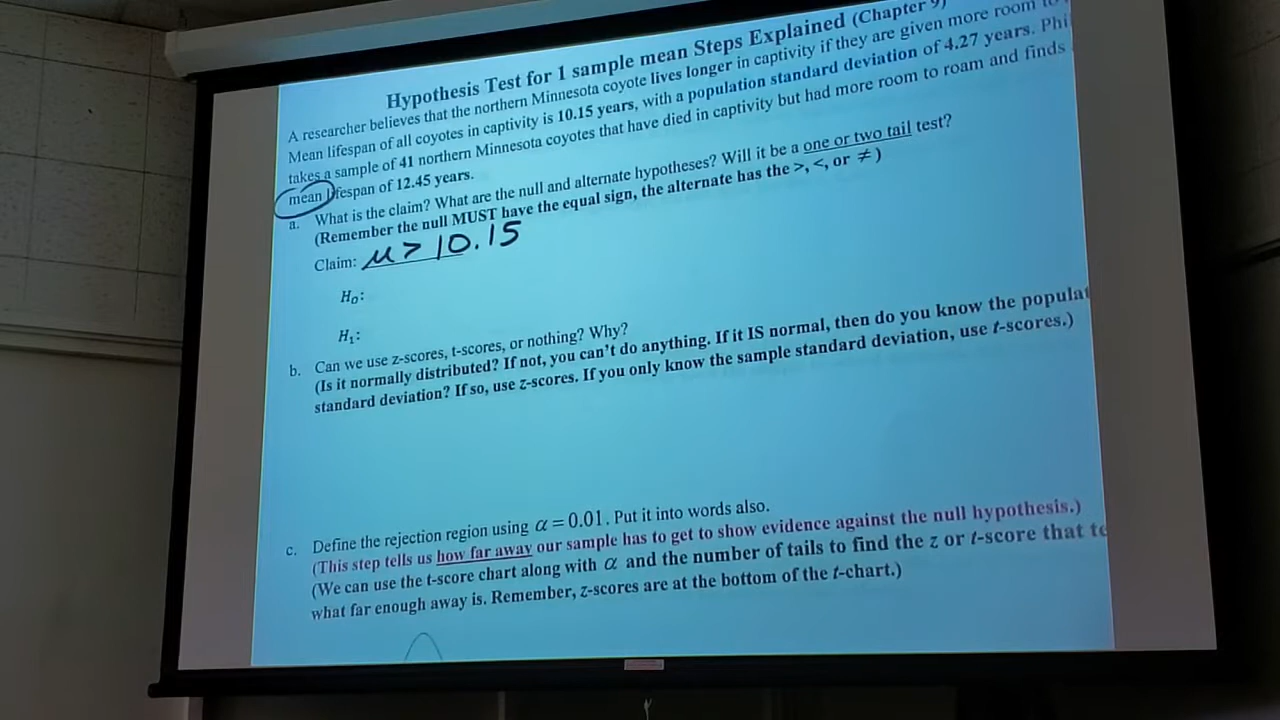 Hypothesis Test for 1 sample mean Steps Explained (Chapter 9)
A researcher believes that the northern Minnesota coyote lives longer in captivity if they are given more room to
Mean lifespan of all coyotes in captivity is 10.15 years, with a population standard deviation of 4.27 years. Phi
takes a sample of 41 northern Minnesota coyotes that have died in captivity but had more room to roam and finds
mean lifespan of 12.45 years.
a. What is the claim? What are the null and alternate hypotheses? Will it be a one or two tail test?
(Remember the null MUST have the equal sign, the alternate has the >, <, or ≠)
Claim: μ > 10.15
H₀:
H₁:
b. Can we use z-scores, t-scores, or nothing? Why?
(Is it normally distributed? If not, you can't do anything. If it IS normal, then do you know the populat
standard deviation? If so, use z-scores. If you only know the sample standard deviation, use t-scores.)
c. Define the rejection region using α = 0.01. Put it into words also.
(This step tells us how far away our sample has to get to show evidence against the null hypothesis.)
(We can use the t-score chart along with α and the number of tails to find the z or t-score that te
what far enough away is. Remember, z-scores are at the bottom of the t-chart.)